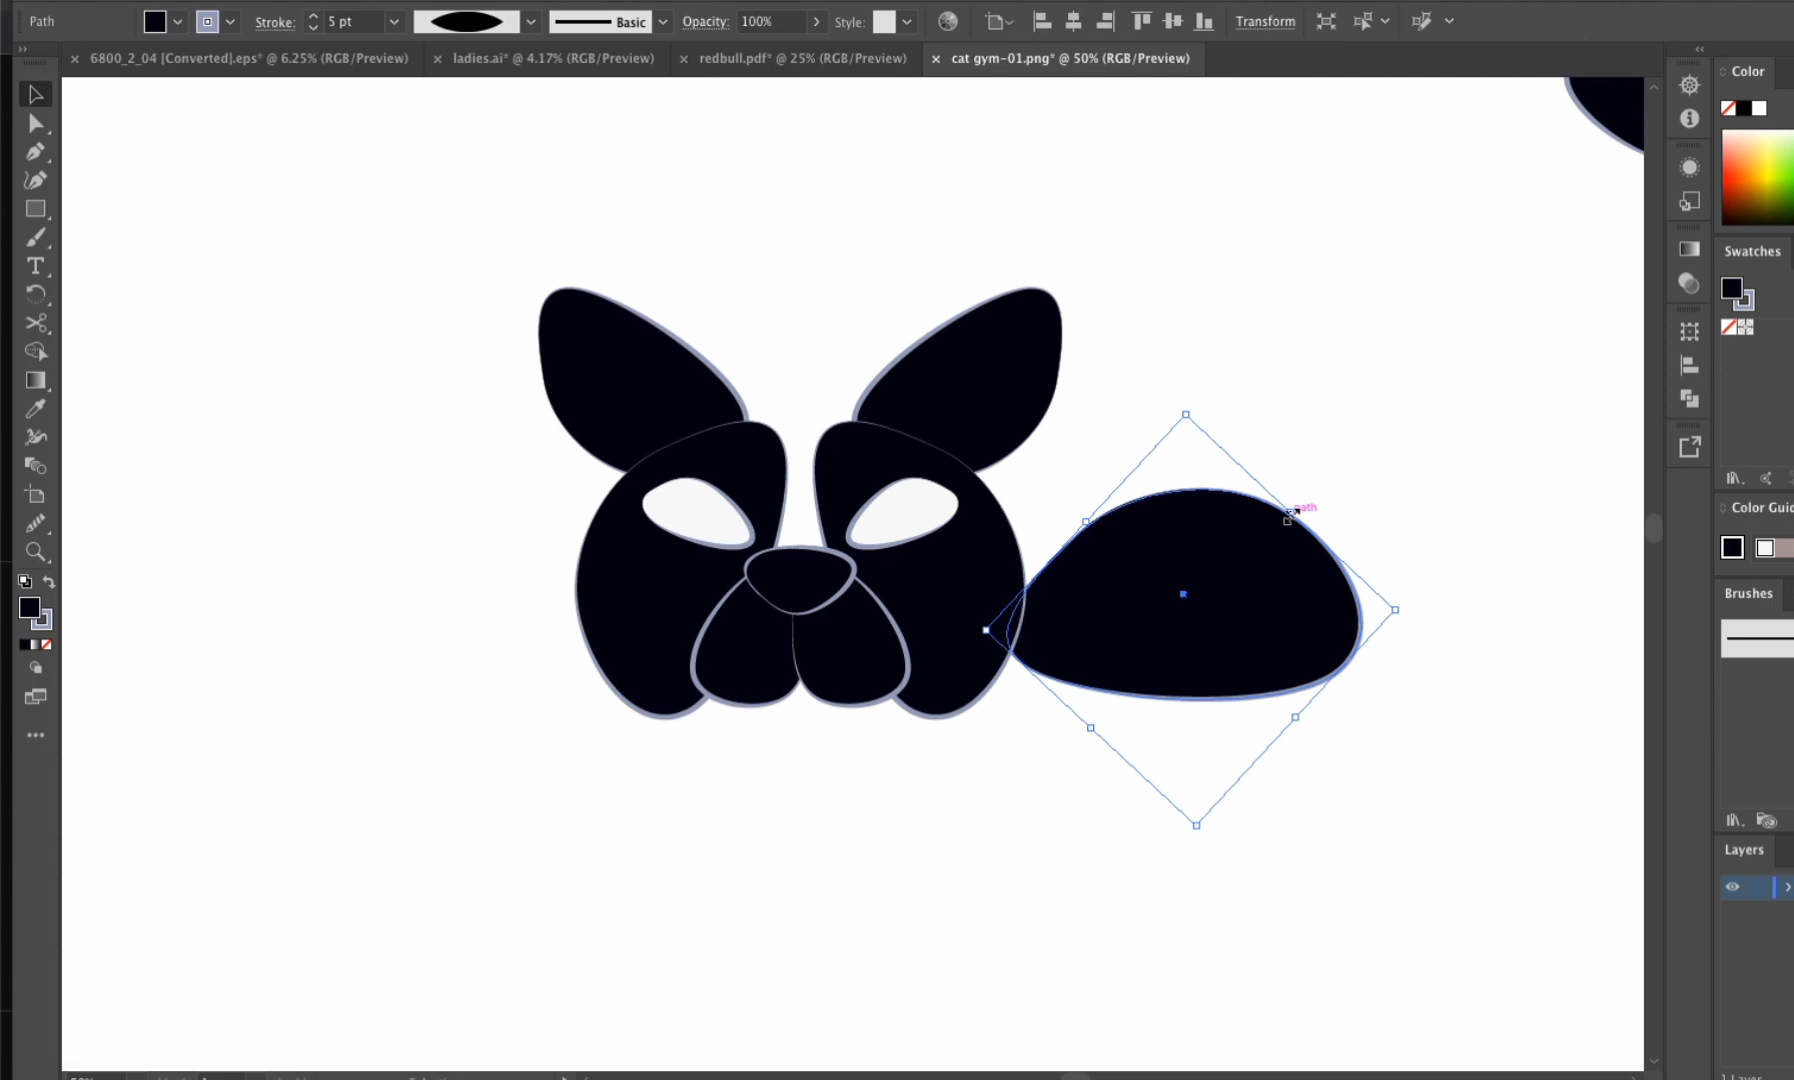 Path
Stroke: 5 pt
Basic
Opacity: 100%
Style:
Transform
6800_2_04 [Converted].eps* @ 6.25% (RGB/Preview)
ladies.ai* @ 4.17% (RGB/Preview)
redbull.pdf* @ 25% (RGB/Preview)
cat gym-01.png* @ 50% (RGB/Preview)
Color
Swatches
path
Color Guid
Brushes
Layers